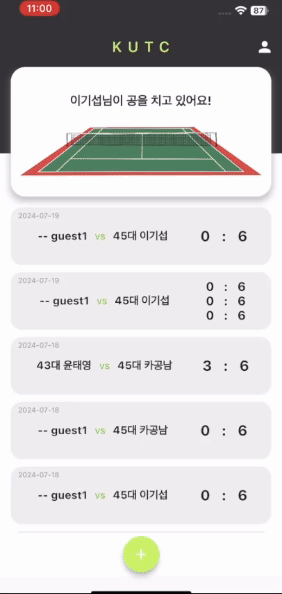 11:00
87
KUTC
이기섭님이 공을 치고 있어요!
2024-07-19
-- guest1 vs 45대 이기섭 0 : 6
2024-07-19
0 : 6
-- guest1 vs 45대 이기섭 0 : 6
0 : 6
2024-07-18
43대 윤태영 vs 45대 카공남 3 : 6
2024-07-18
-- guest1 vs 45대 카공남 0 : 6
2024-07-18
-- guest1 vs 45대 이기섭 0 : 6
+